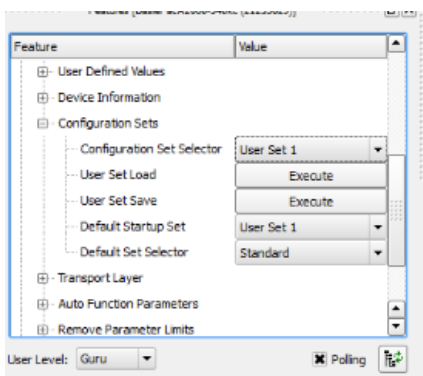 Feature Value
User Defined Values
Device Information
Configuration Sets
Configuration Set Selector User Set 1
User Set Load Execute
User Set Save Execute
Default Startup Set User Set 1
Default Set Selector Standard
Transport Layer
Auto Function Parameters
Remove Parameter Limits
User Level: Guru Polling